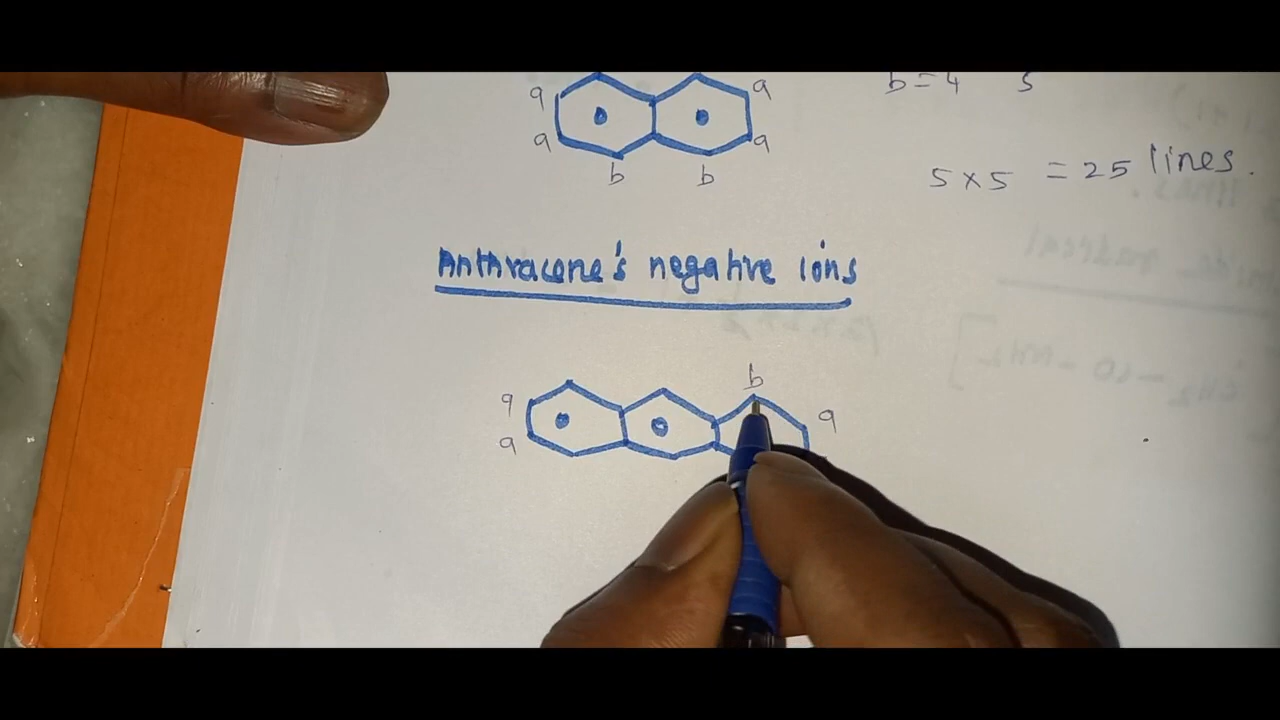 b = 4 5
a a
a a
b b
5 × 5 = 25 lines.
Anthracene's negative ions
b
a a
a